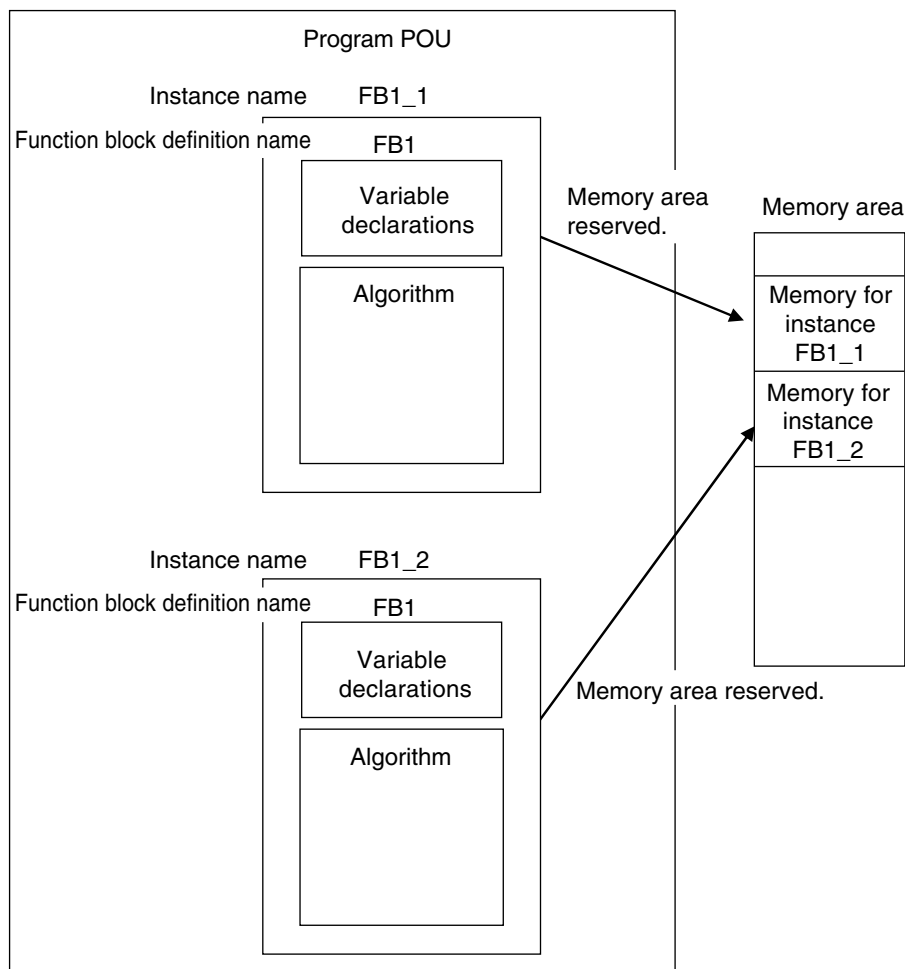 Program POU
Instance name FB1_1
Function block definition name FB1
Variable
declarations
Algorithm
Memory area
reserved.
Memory area
Memory for
instance
FB1_1
Memory for
instance
FB1_2
Instance name FB1_2
Function block definition name FB1
Variable
declarations
Memory area reserved.
Algorithm